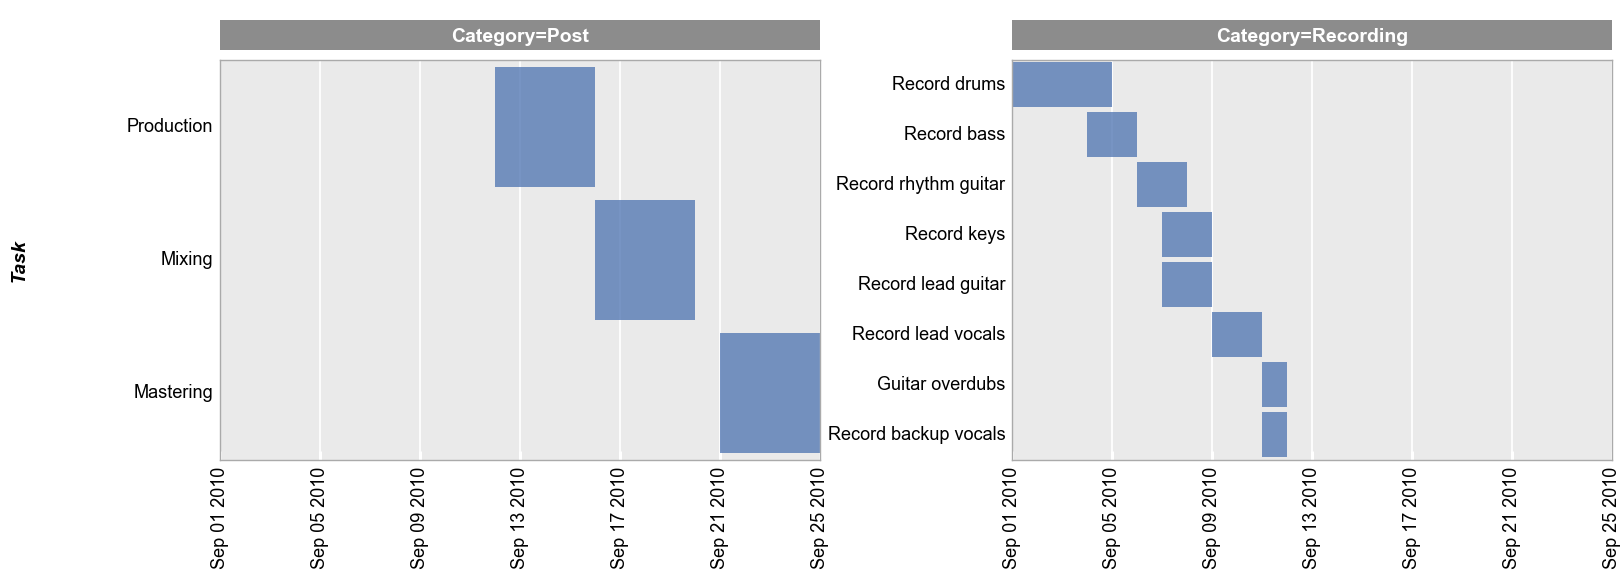 Category=Post
Category=Recording
Task
Production
Mixing
Mastering
Record drums
Record bass
Record rhythm guitar
Record keys
Record lead guitar
Record lead vocals
Guitar overdubs
Record backup vocals
Sep 01 2010
Sep 05 2010
Sep 09 2010
Sep 13 2010
Sep 17 2010
Sep 21 2010
Sep 25 2010
Sep 01 2010
Sep 05 2010
Sep 09 2010
Sep 13 2010
Sep 17 2010
Sep 21 2010
Sep 25 2010